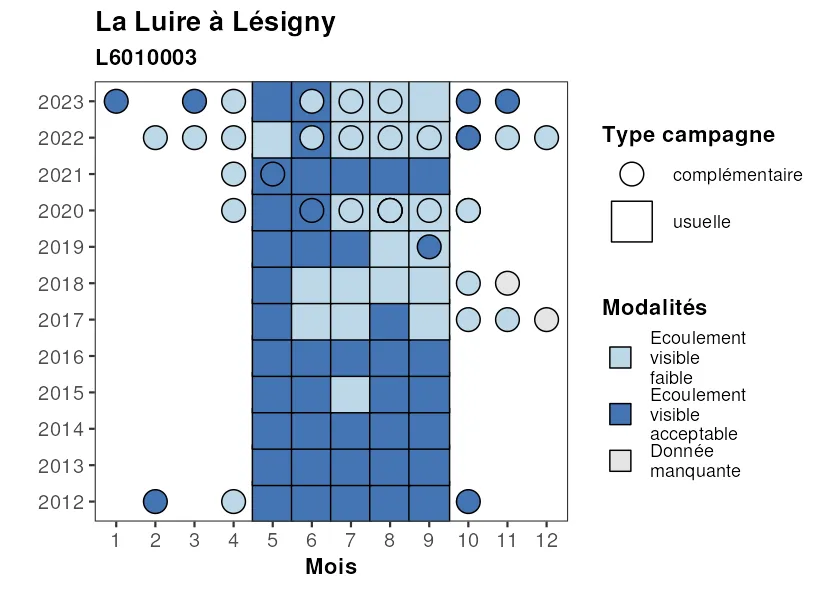 La Luire à Lésigny
L6010003
2023
2022
2021
2020
2019
2018
2017
2016
2015
2014
2013
2012
1 2 3 4 5 6 7 8 9 10 11 12
Mois
Type campagne
complémentaire
usuelle
Modalités
Ecoulement
visible
faible
Ecoulement
visible
acceptable
Donnée
manquante